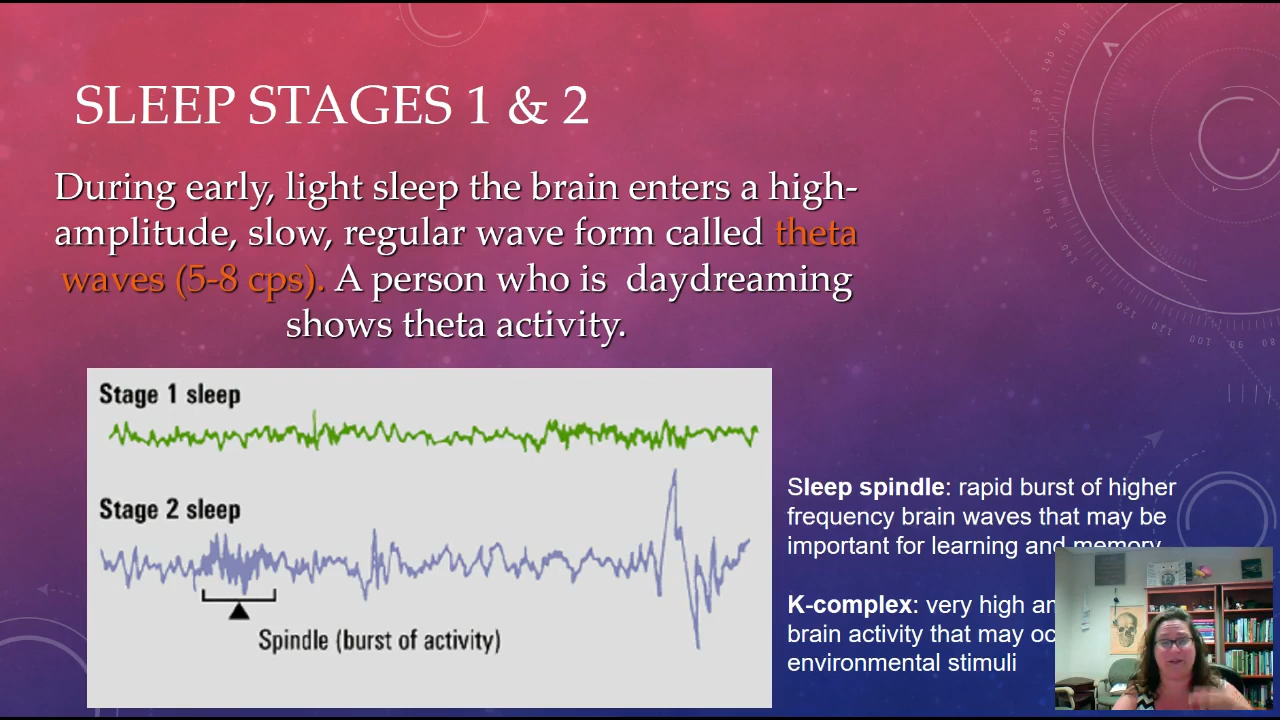 SLEEP STAGES 1 & 2
During early, light sleep the brain enters a high-
amplitude, slow, regular wave form called theta
waves (5-8 cps). A person who is daydreaming
shows theta activity.
Stage 1 sleep
Stage 2 sleep
Spindle (burst of activity)
Sleep spindle: rapid burst of higher
frequency brain waves that may be
important for learning and memory
K-complex: very high
brain activity that may
environmental stimuli